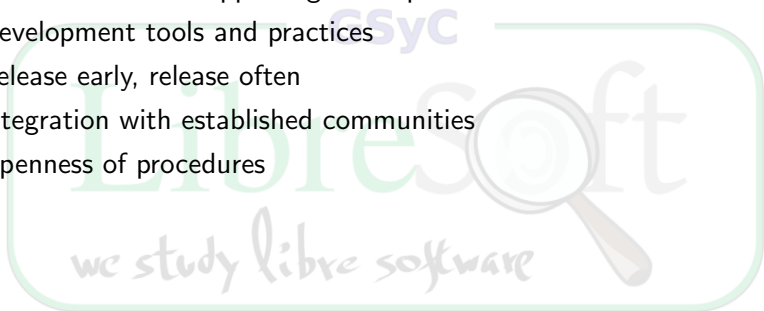 GSyC
evelopment tools and practices
elease early, release often
tegration with established communities
penness of procedures
LibreSoft
we study libre software